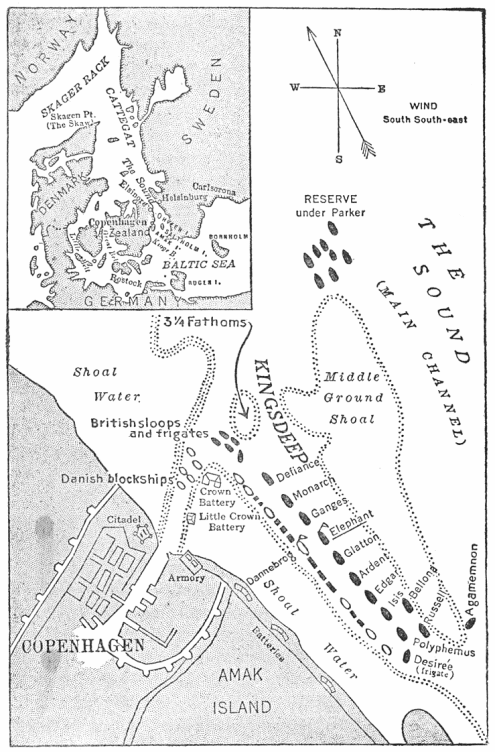 NORWAY
SKAGER RACK
Skagen Pt.
(The Skaw)
CATTEGAT
SWEDEN
DENMARK
The Sound
Elsinore
Helsinburg
Carlscrona
Copenhagen
Zealand
BORNHOLM
BALTIC SEA
Rostock
RUGEN I.
GERMANY
N
W
E
S
WIND
South South-east
RESERVE
under Parker
THE
SOUND
(MAIN CHANNEL)
3¼ Fathoms
KINGSDEEP
Shoal
Water
Middle
Ground
Shoal
British sloops
and frigates
Danish blockships
Crown
Battery
Little Crown
Battery
Citadel
Armory
COPENHAGEN
Defiance
Monarch
Ganges
Elephant
Glatton
Ardent
Edgar
Isis
Bellona
Russell
Agamemnon
Polyphemus
Desireé
(frigate)
Dannebrog
Shoal
Water
Batteries
AMAK
ISLAND